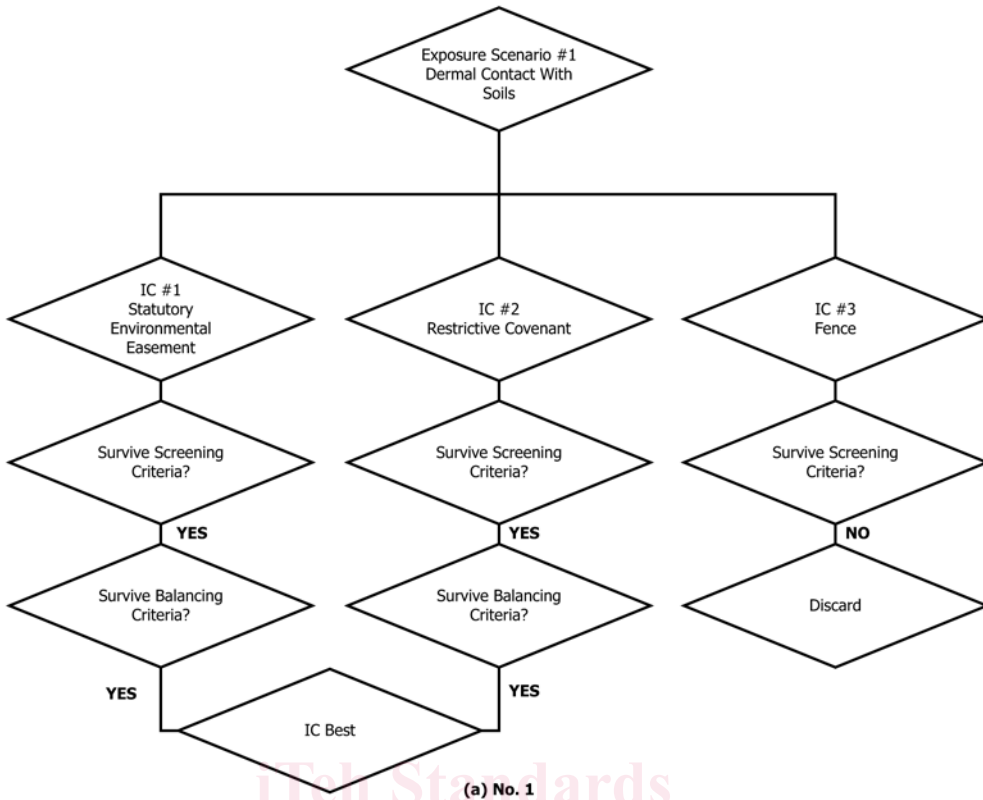 Exposure Scenario #1
Dermal Contact With
Soils
IC #1
Statutory
Environmental
Easement
IC #2
Restrictive Covenant
IC #3
Fence
Survive Screening
Criteria?
Survive Screening
Criteria?
Survive Screening
Criteria?
YES
YES
NO
Survive Balancing
Criteria?
Survive Balancing
Criteria?
Discard
YES
YES
IC Best
iTeh Standards
(a) No. 1